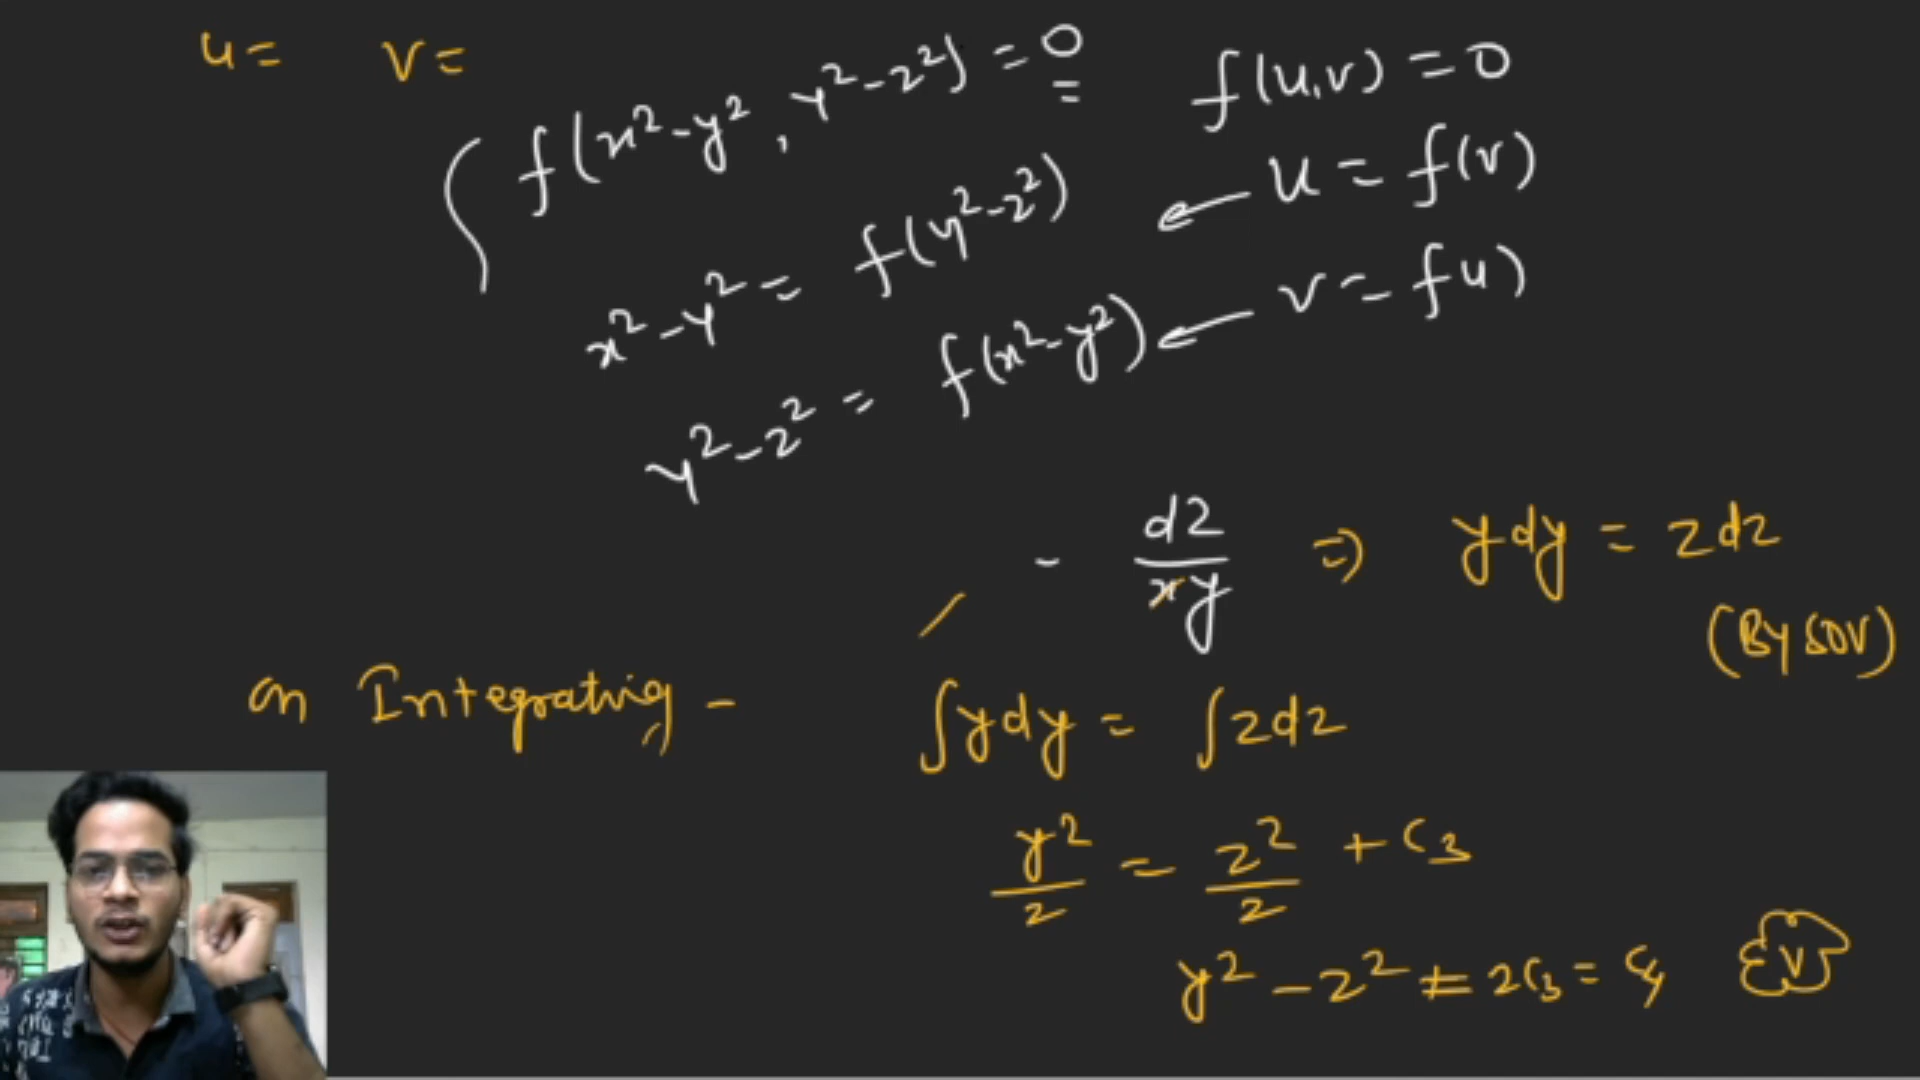 u =    v =
f(x²-y², y²-z²) = 0    f(u,v) = 0
x²-y² = f(y²-z²) ← u = f(v)
y²-z² = f(x²-y²) ← v = fu)
- dz/xy ⇒ ydy = zdz
(By SOV)
on Integrating - ∫ydy = ∫zdz
y²/2 = z²/2 + C3
y² - z² = 2C3 = C4    V